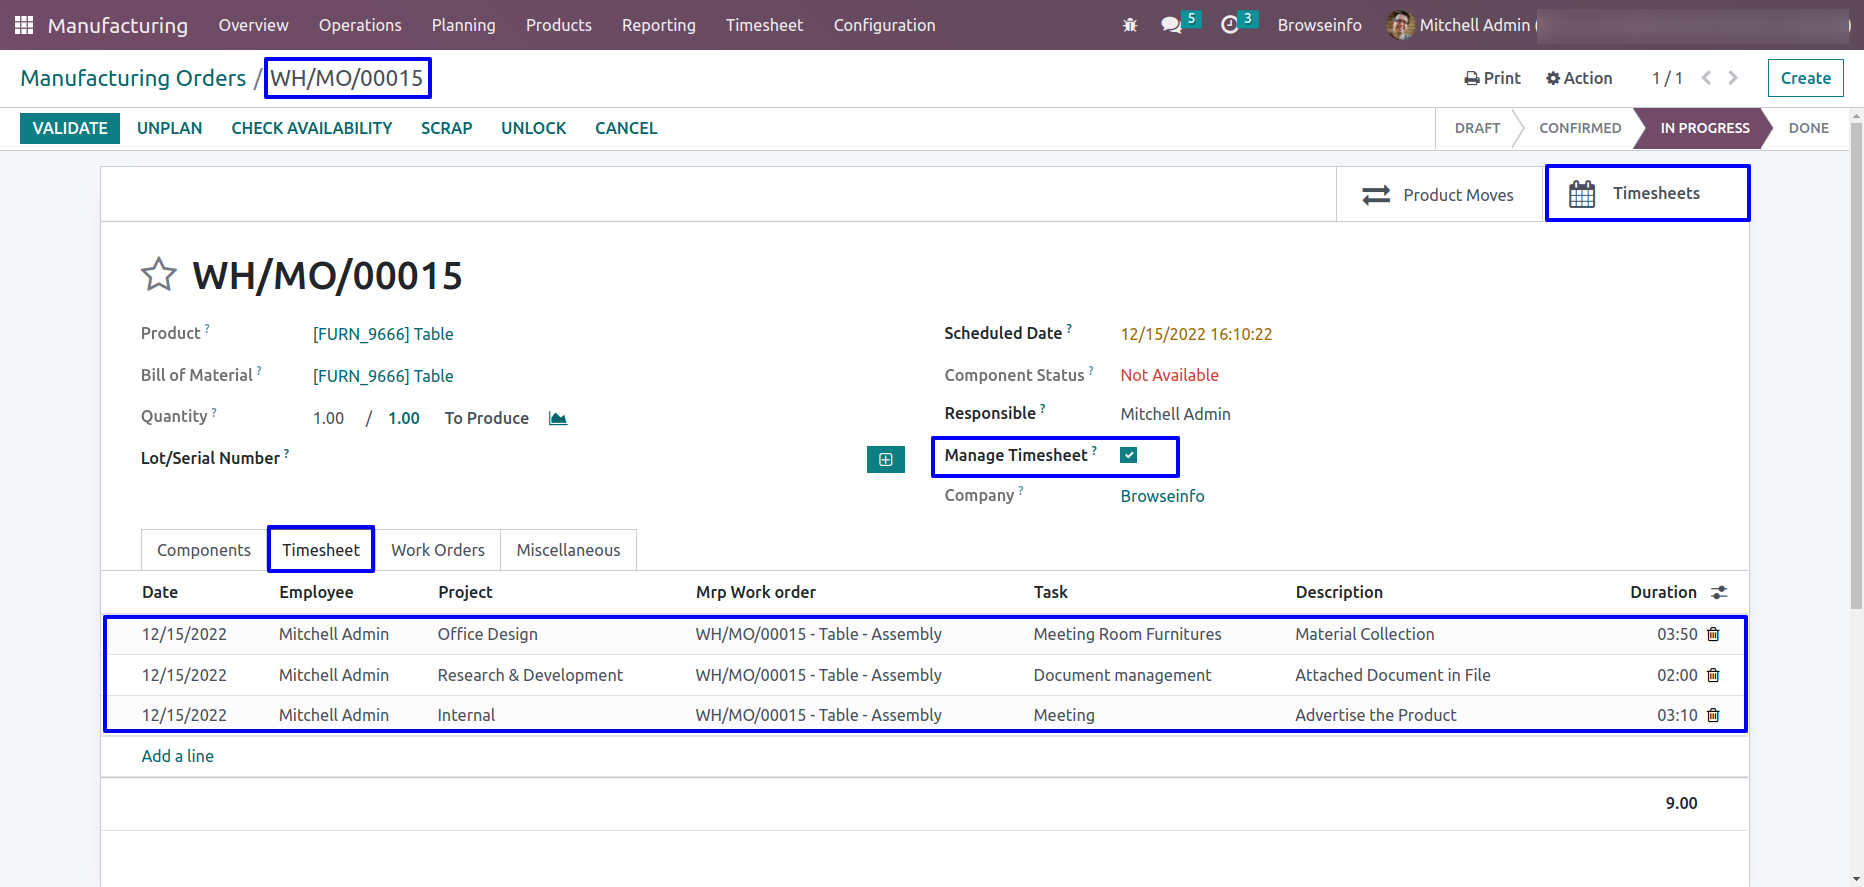 Manufacturing Overview Operations Planning Products Reporting Timesheet Configuration 5 3 Browseinfo Mitchell Admin (
Manufacturing Orders / WH/MO/00015 Print Action 1 / 1 Create
VALIDATE UNPLAN CHECK AVAILABILITY SCRAP UNLOCK CANCEL DRAFT CONFIRMED IN PROGRESS DONE
Product Moves Timesheets
WH/MO/00015
Product ? [FURN_9666] Table
Bill of Material ? [FURN_9666] Table
Quantity ? 1.00 / 1.00 To Produce
Lot/Serial Number ?
Scheduled Date ? 12/15/2022 16:10:22
Component Status ? Not Available
Responsible ? Mitchell Admin
Manage Timesheet ?
Company ? Browseinfo
Components Timesheet Work Orders Miscellaneous
Date Employee Project Mrp Work order Task Description Duration
12/15/2022 Mitchell Admin Office Design WH/MO/00015 - Table - Assembly Meeting Room Furnitures Material Collection 03:50
12/15/2022 Mitchell Admin Research & Development WH/MO/00015 - Table - Assembly Document management Attached Document in File 02:00
12/15/2022 Mitchell Admin Internal WH/MO/00015 - Table - Assembly Meeting Advertise the Product 03:10
Add a line
9.00